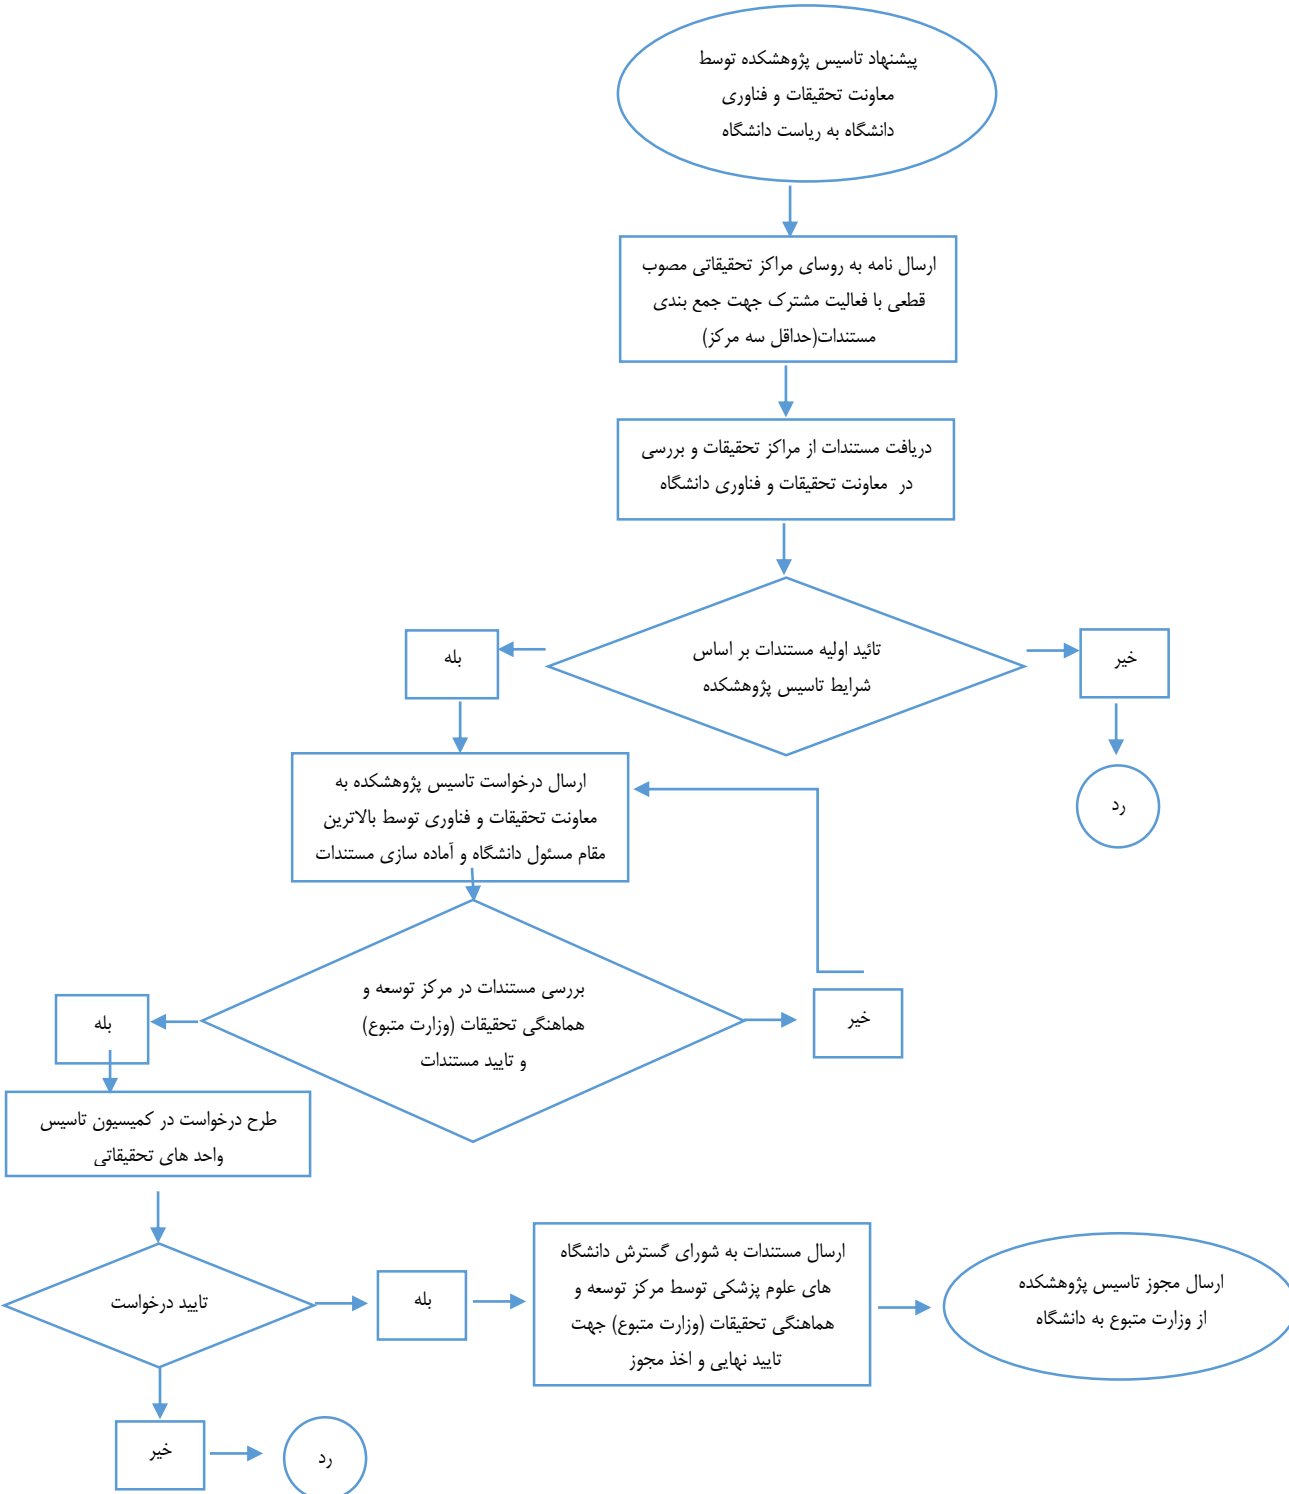 پیشنهاد تاسیس پژوهشکده توسط
معاونت تحقیقات و فناوری
دانشگاه به ریاست دانشگاه
ارسال نامه به روسای مراکز تحقیقاتی مصوب
قطعی با فعالیت مشترک جهت جمع بندی
مستندات(حداقل سه مرکز)
دریافت مستندات از مراکز تحقیقات و بررسی
در معاونت تحقیقات و فناوری دانشگاه
تائید اولیه مستندات بر اساس
شرایط تاسیس پژوهشکده
خیر
بله
رد
ارسال درخواست تاسیس پژوهشکده به
معاونت تحقیقات و فناوری توسط بالاترین
مقام مسئول دانشگاه و آماده سازی مستندات
بررسی مستندات در مرکز توسعه و
هماهنگی تحقیقات (وزارت متبوع)
و تایید مستندات
خیر
بله
طرح درخواست در کمیسیون تاسیس
واحد های تحقیقاتی
تایید درخواست
بله
ارسال مستندات به شورای گسترش دانشگاه
های علوم پزشکی توسط مرکز توسعه و
هماهنگی تحقیقات (وزارت متبوع) جهت
تایید نهایی و اخذ مجوز
ارسال مجوز تاسیس پژوهشکده
از وزارت متبوع به دانشگاه
خیر
رد